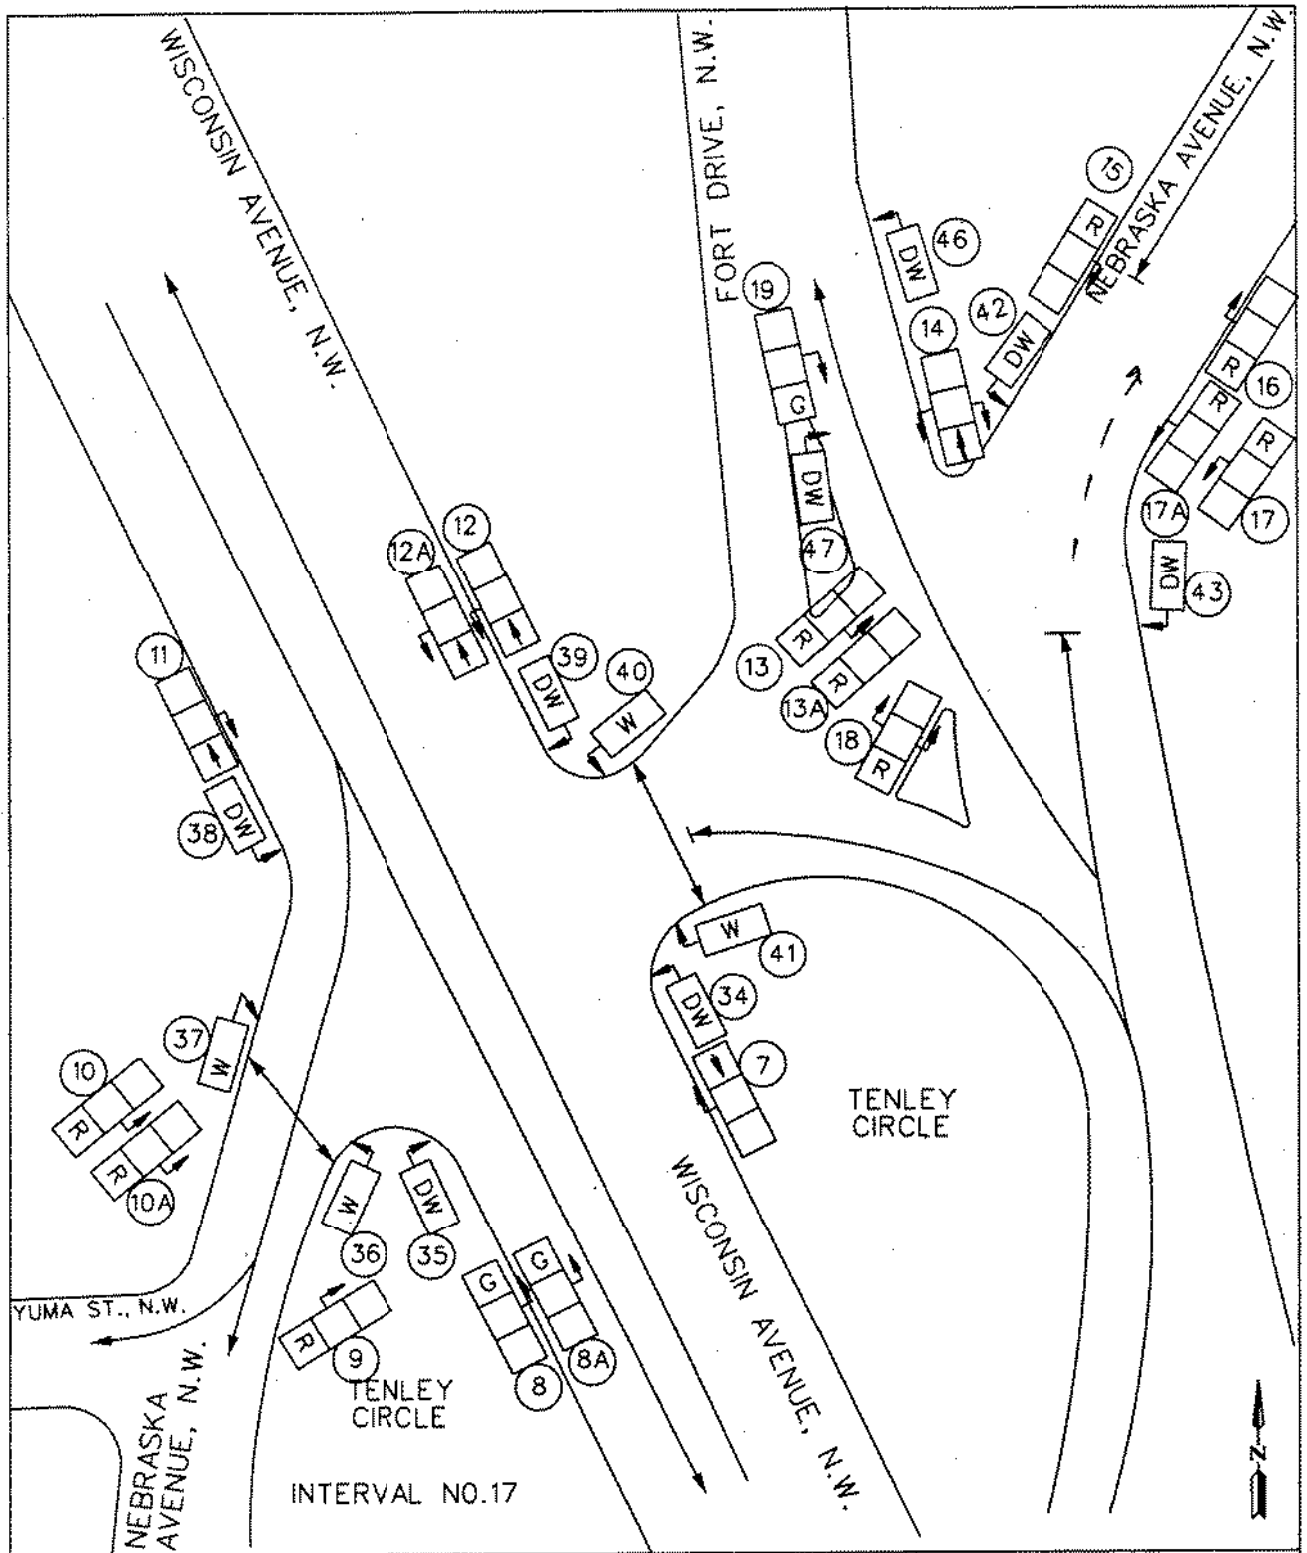 WISCONSIN AVENUE, N.W.
FORT DRIVE, N.W.
NEBRASKA AVENUE, N.W.
15
R
46
DW
19
G
42
DW
14
16
R
R
R
17A
17
DW
47
DW
43
12
12A
39
DW
40
W
13
R
13A
R
18
R
11
38
DW
W
41
34
DW
7
37
W
10
R
R
10A
TENLEY
CIRCLE
W
36
DW
35
G
G
8
8A
R
9
YUMA ST., N.W.
TENLEY
CIRCLE
WISCONSIN AVENUE, N.W.
NEBRASKA
AVENUE, N.W.
INTERVAL NO.17
N